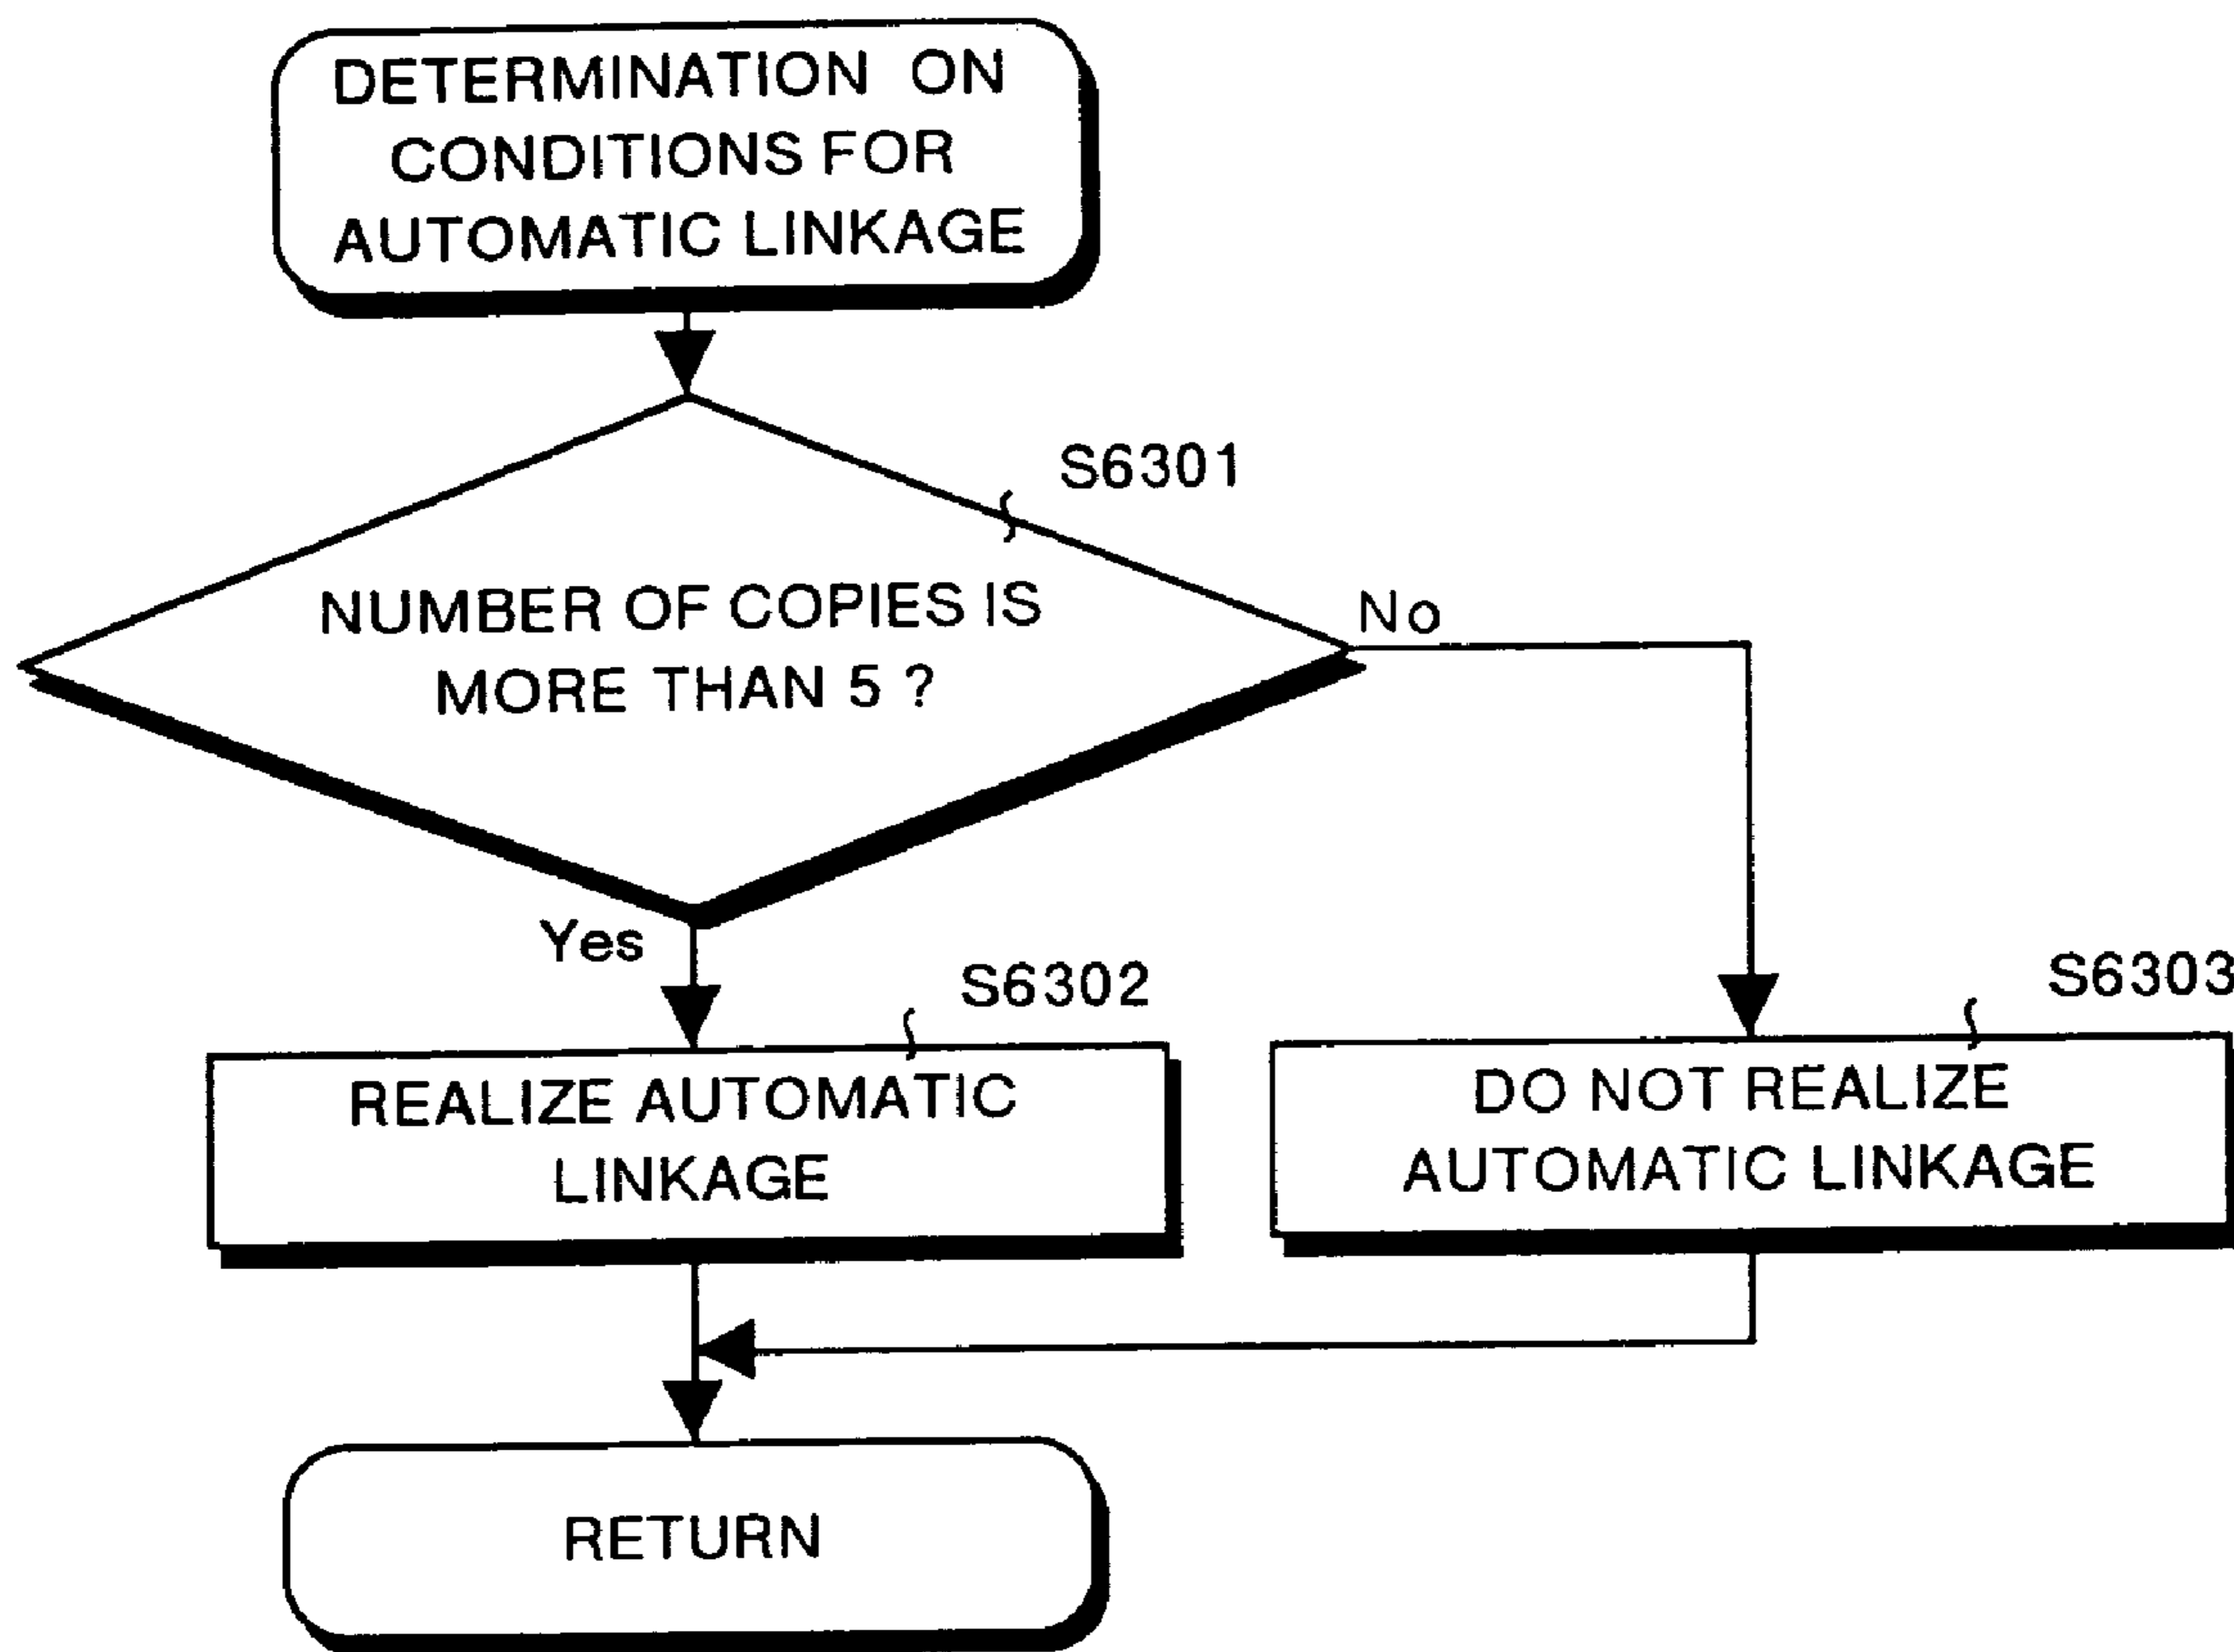 DETERMINATION ON
CONDITIONS FOR
AUTOMATIC LINKAGE
S6301
NUMBER OF COPIES IS
MORE THAN 5 ?
No
Yes
S6302
REALIZE AUTOMATIC
LINKAGE
S6303
DO NOT REALIZE
AUTOMATIC LINKAGE
RETURN